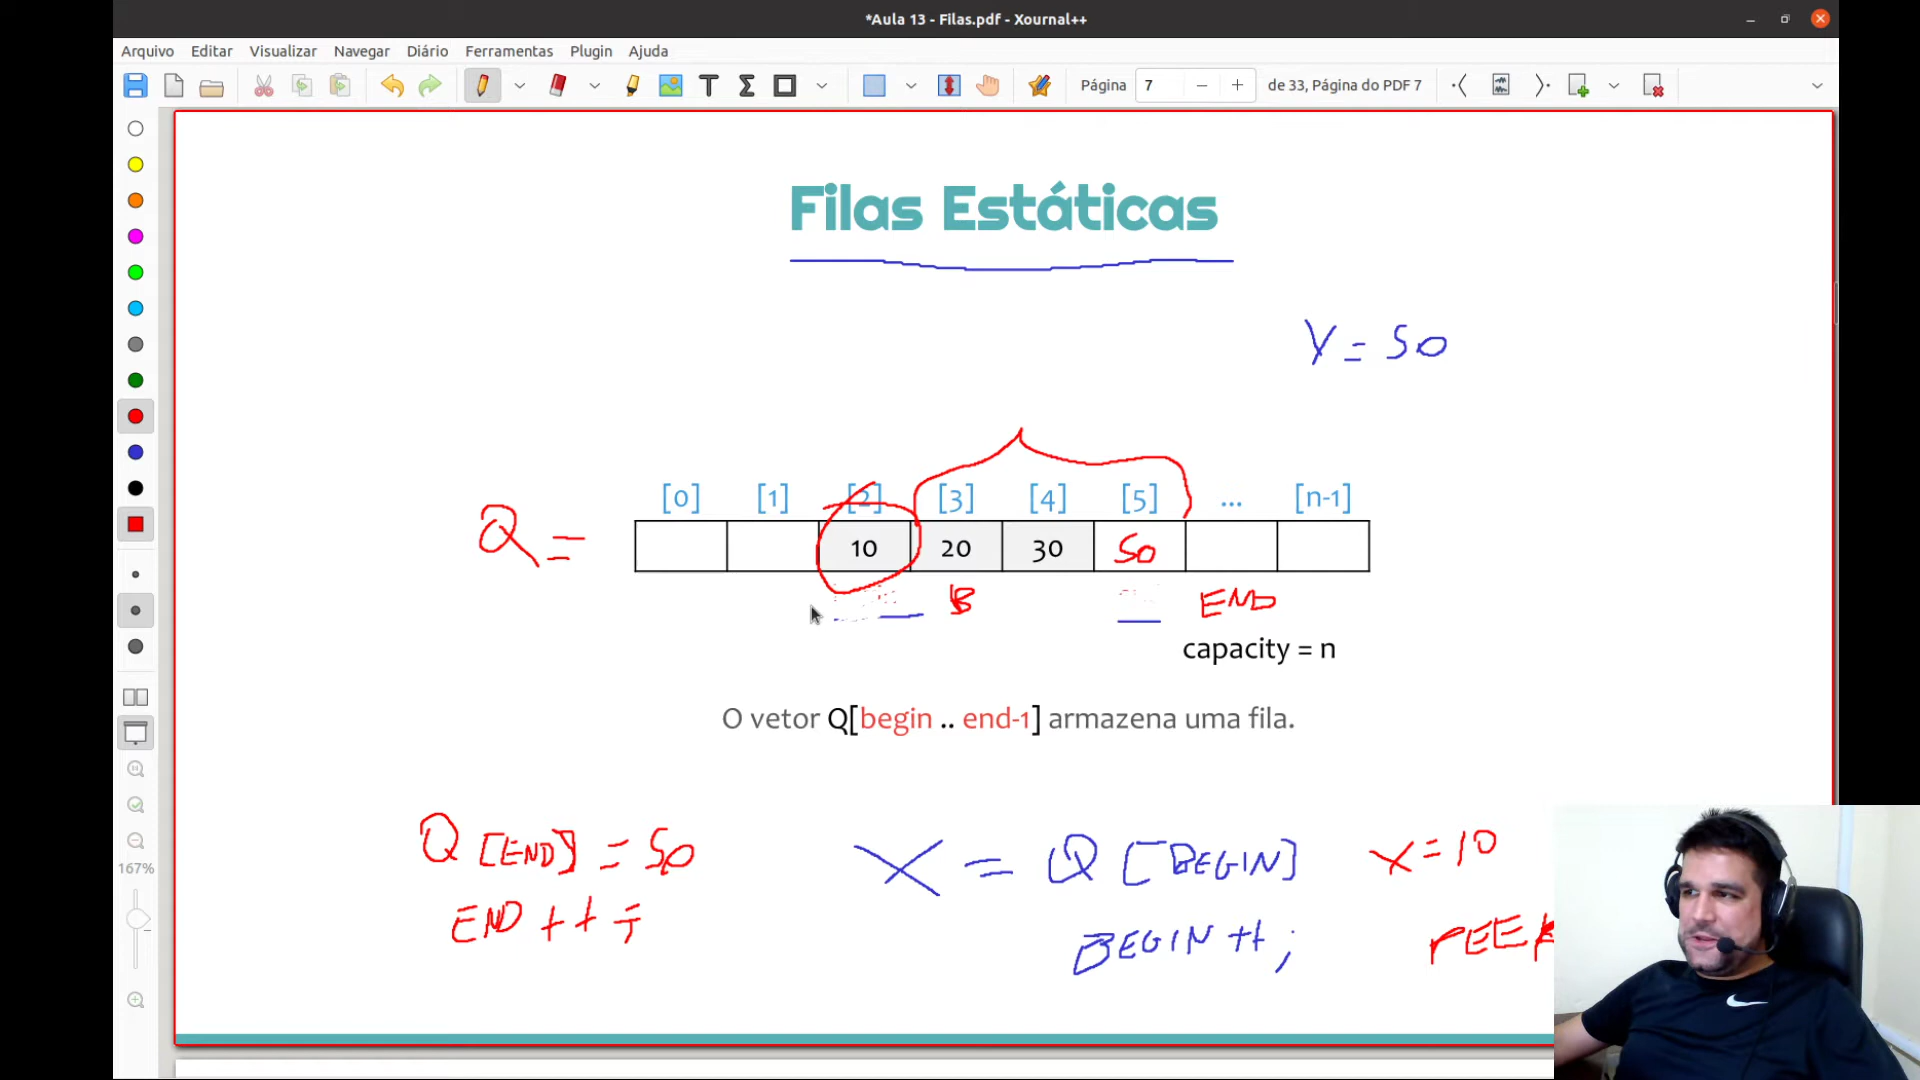 *Aula 13 - Filas.pdf - Xournal++
Arquivo Editar Visualizar Navegar Diário Ferramentas Plugin Ajuda
Página 7 de 33, Página do PDF 7
Filas Estáticas
Y = 50
[0] [1] [2] [3] [4] [5] ... [n-1]
Q = 10 20 30 50
B END
capacity = n
O vetor Q[begin .. end-1] armazena uma fila.
Q [END] = 50 X = Q [BEGIN] X = 10
END ++ ; BEGIN ++ ; PEEK
167%